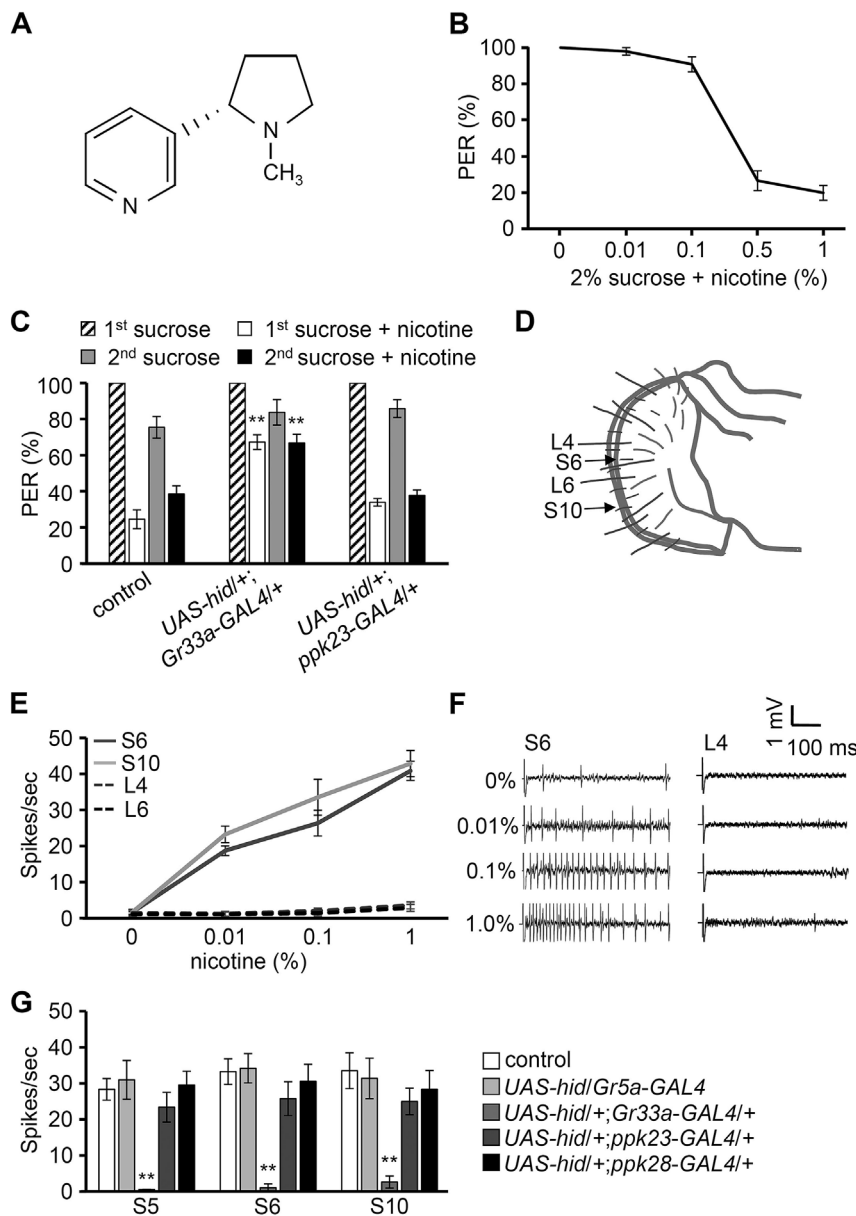 A
N
N
CH3
B
PER (%)
100
80
60
40
20
0
0 0.01 0.1 0.5 1
2% sucrose + nicotine (%)
C
1st sucrose 1st sucrose + nicotine
2nd sucrose 2nd sucrose + nicotine
PER (%)
100
80
60
40
20
0
** **
control
UAS-hid/+;
Gr33a-GAL4/+
UAS-hid/+;
ppk23-GAL4/+
D
L4
S6
L6
S10
E
Spikes/sec
50
40
30
20
10
0
S6
S10
L4
L6
0 0.01 0.1 1
nicotine (%)
F
1 mV
100 ms
S6 L4
0%
0.01%
0.1%
1.0%
G
Spikes/sec
50
40
30
20
10
0
** ** **
S5 S6 S10
control
UAS-hid/Gr5a-GAL4
UAS-hid/+;Gr33a-GAL4/+
UAS-hid/+;ppk23-GAL4/+
UAS-hid/+;ppk28-GAL4/+